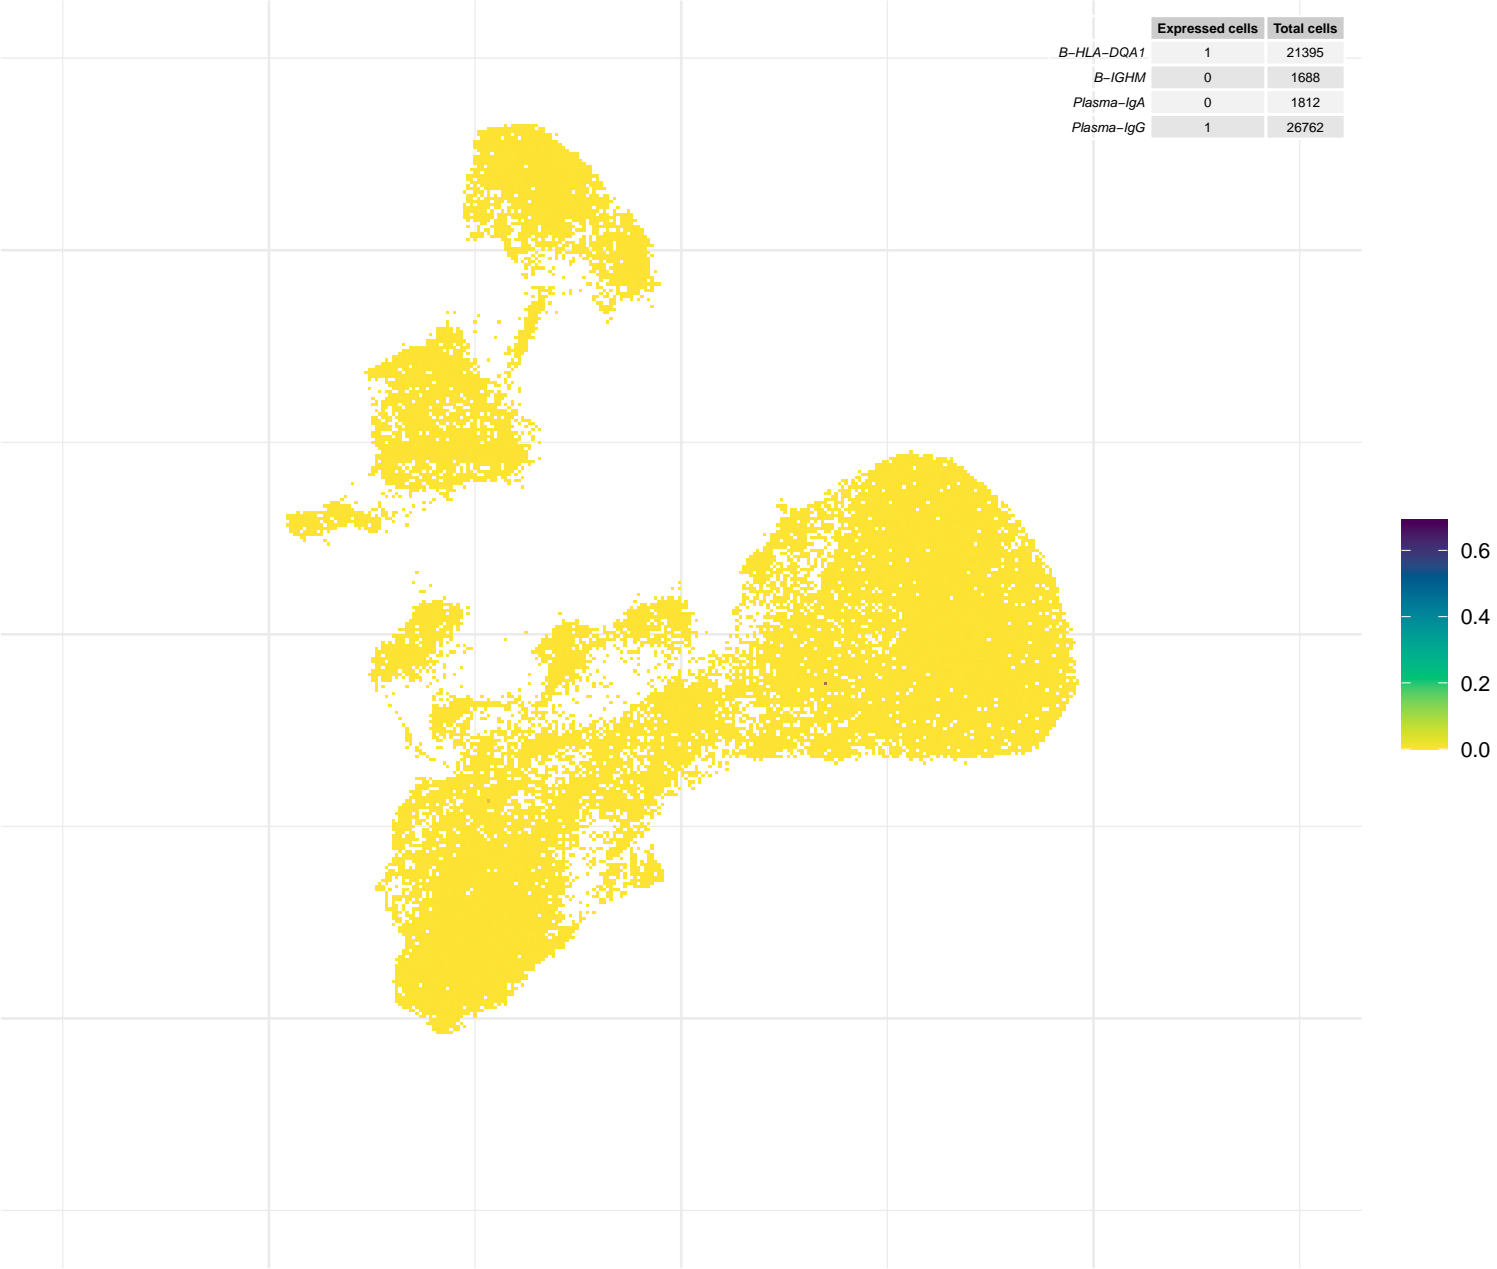 Expressed cells Total cells
B−HLA−DQA1 1 21395
B−IGHM 0 1688
Plasma−IgA 0 1812
Plasma−IgG 1 26762
0.6
0.4
0.2
0.0